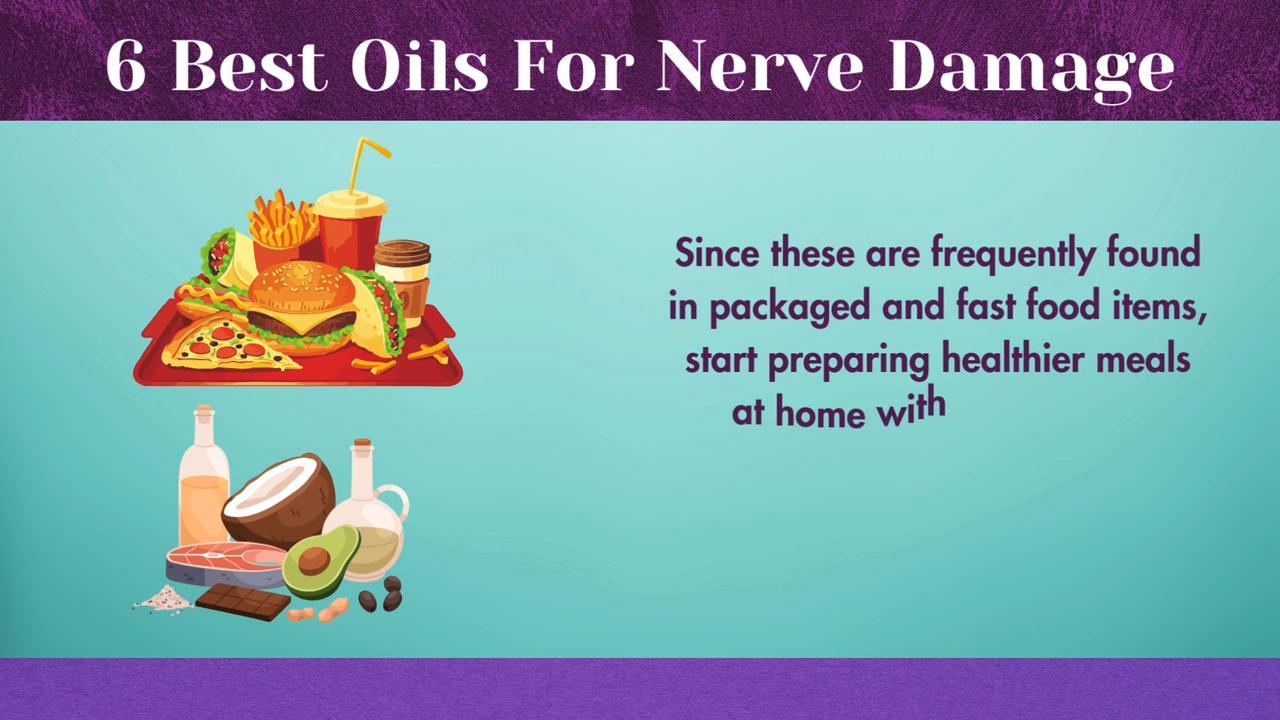 6 Best Oils For Nerve Damage
Since these are frequently found
in packaged and fast food items,
start preparing healthier meals
at home with